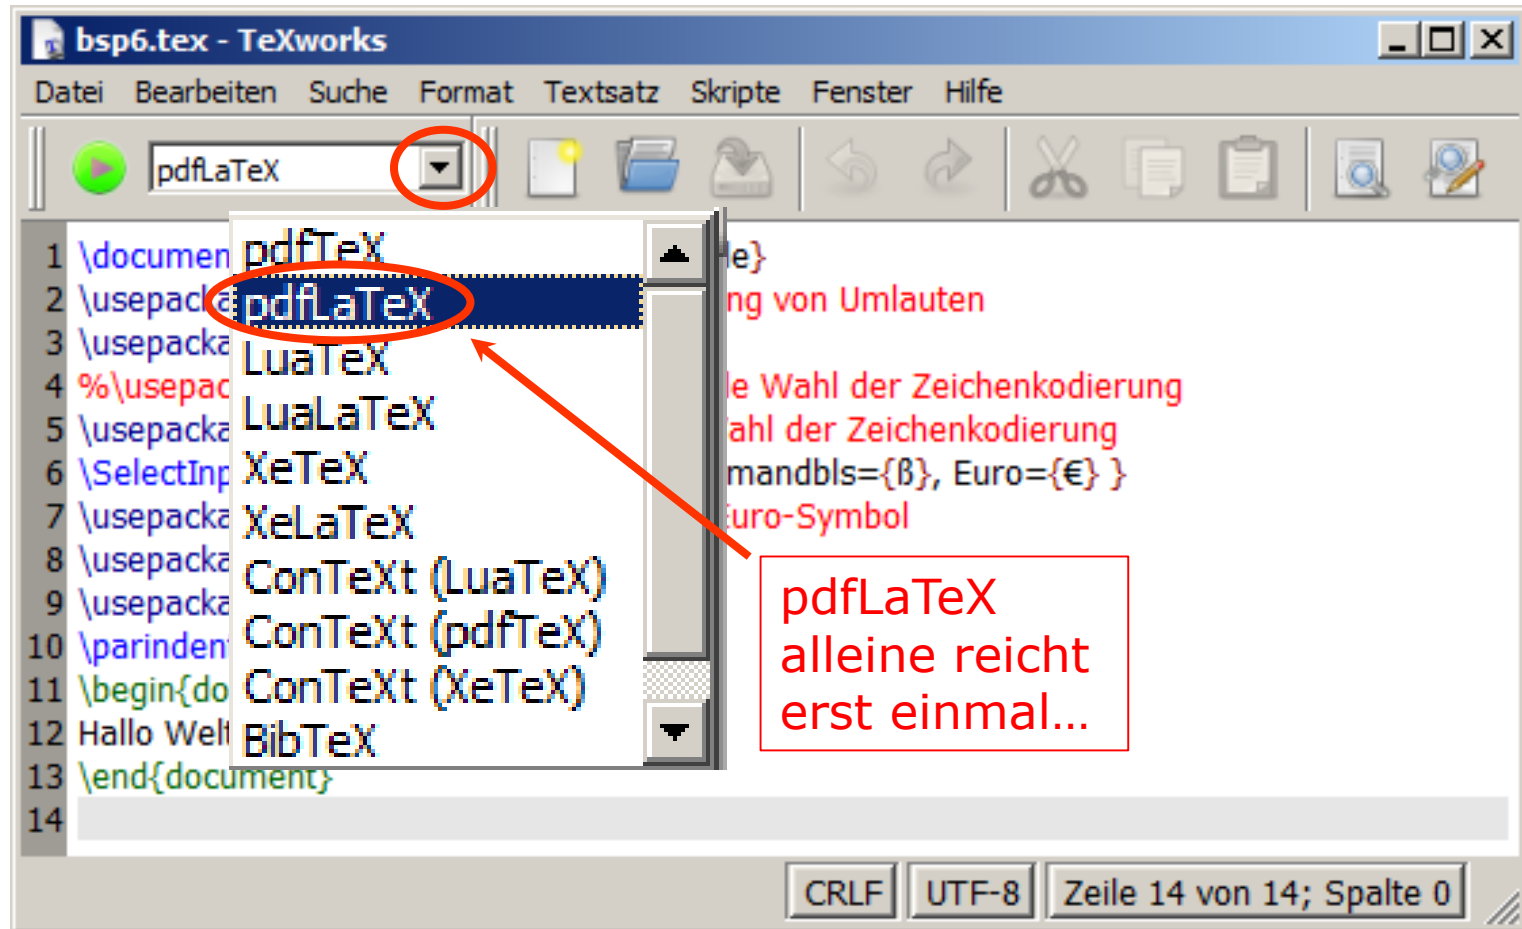 bsp6.tex - TeXworks
Datei Bearbeiten Suche Format Textsatz Skripte Fenster Hilfe
pdfLaTeX
pdfTeX
pdfLaTeX
LuaTeX
LuaLaTeX
XeTeX
XeLaTeX
ConTeXt (LuaTeX)
ConTeXt (pdfTeX)
ConTeXt (XeTeX)
BibTeX
1 \documen le}
2 \usepacka ng von Umlauten
3 \usepacka
4 %\usepac le Wahl der Zeichenkodierung
5 \usepacka ahl der Zeichenkodierung
6 \SelectInp mandbls={ß}, Euro={€} }
7 \usepacka Euro-Symbol
8 \usepacka
9 \usepacka
10 \parinden
11 \begin{do
12 Hallo Welt
13 \end{document}
14
pdfLaTeX
alleine reicht
erst einmal…
CRLF UTF-8 Zeile 14 von 14; Spalte 0